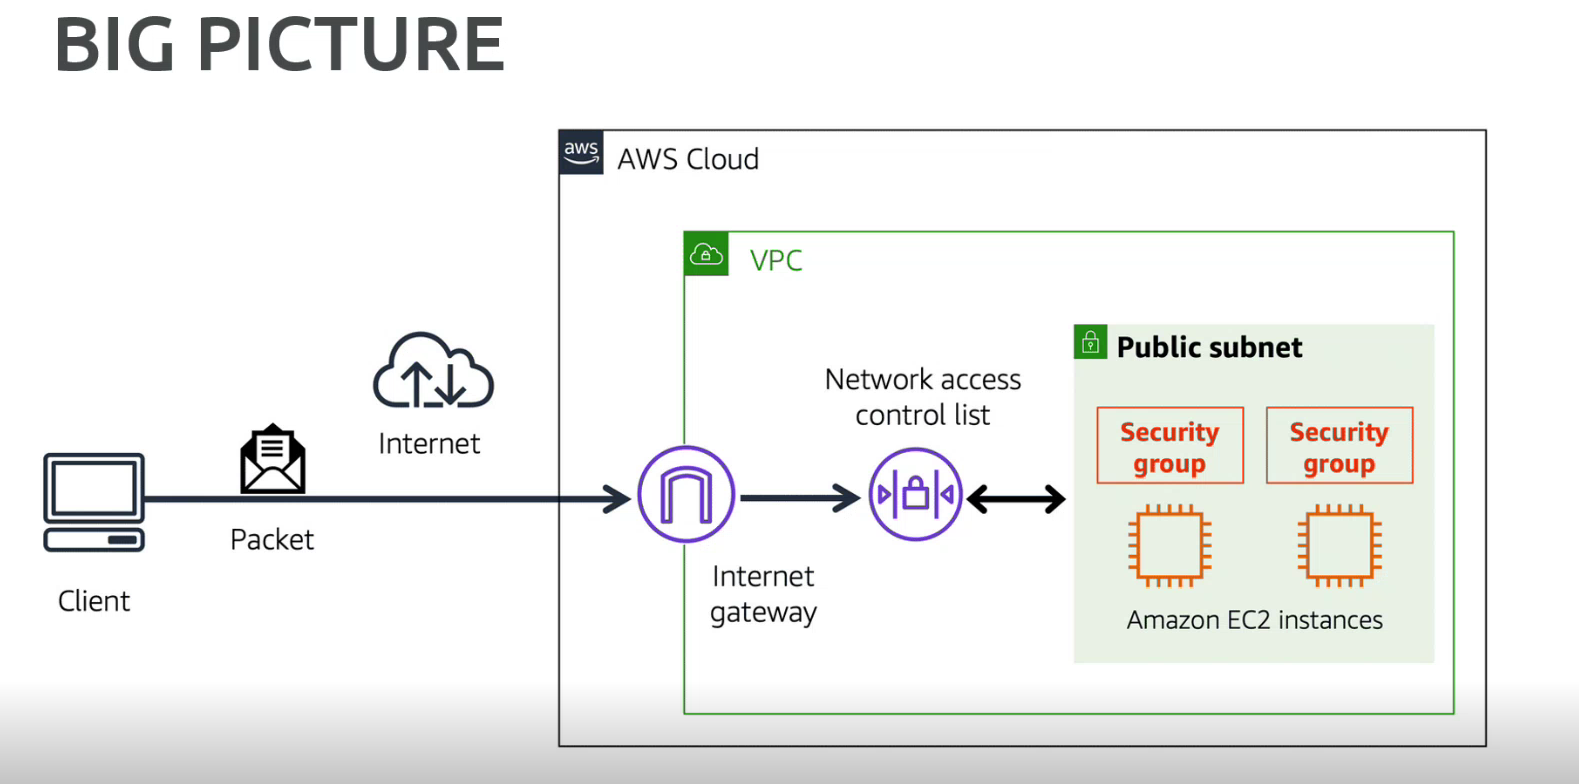 BIG PICTURE
aws
AWS Cloud
VPC
Public subnet
Network access
control list
Security
group
Security
group
Internet
Packet
Client
Internet
gateway
Amazon EC2 instances